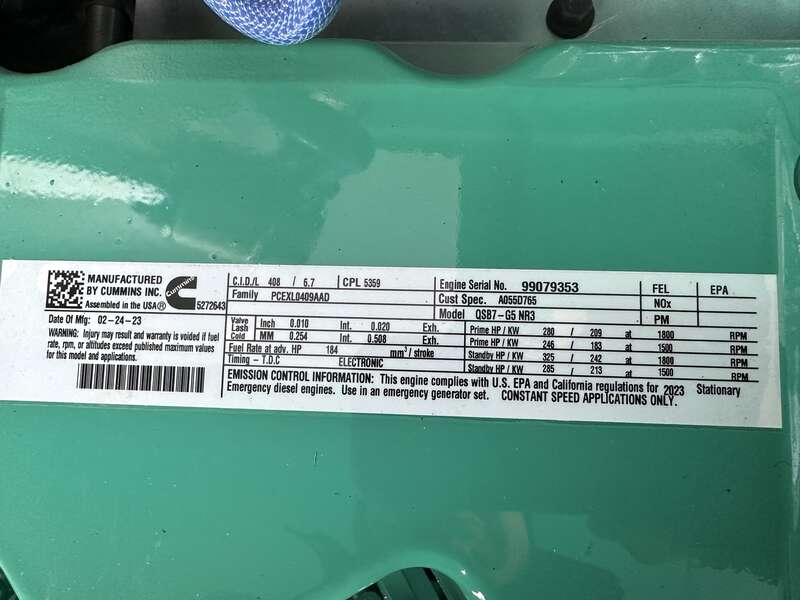 MANUFACTURED
BY CUMMINS INC.
Assembled in the USA®
Cummins
5272643
Date Of Mfg: 02-24-23
WARNING: Injury may result and warranty is voided if fuel
rate, rpm, or altitudes exceed published maximum values
for this model and applications.
C.I.D./L 408 / 6.7 CPL 5359
Family PCEXL0409AAD
Engine Serial No. 99079353
Cust Spec. A055D765
Model QSB7-G5 NR3
FEL EPA
NOx
PM
Valve Lash Cold Inch 0.010 Int. 0.020 Exh.
MM 0.254 Int. 0.508 Exh.
Fuel Rate at adv. HP 184 mm³/ stroke
Timing - T.D.C ELECTRONIC
Prime HP / KW 280 / 209 at 1800 RPM
Prime HP / KW 246 / 183 at 1500 RPM
Standby HP / KW 325 / 242 at 1800 RPM
Standby HP / KW 285 / 213 at 1500 RPM
EMISSION CONTROL INFORMATION: This engine complies with U.S. EPA and California regulations for 2023 Stationary
Emergency diesel engines. Use in an emergency generator set. CONSTANT SPEED APPLICATIONS ONLY.